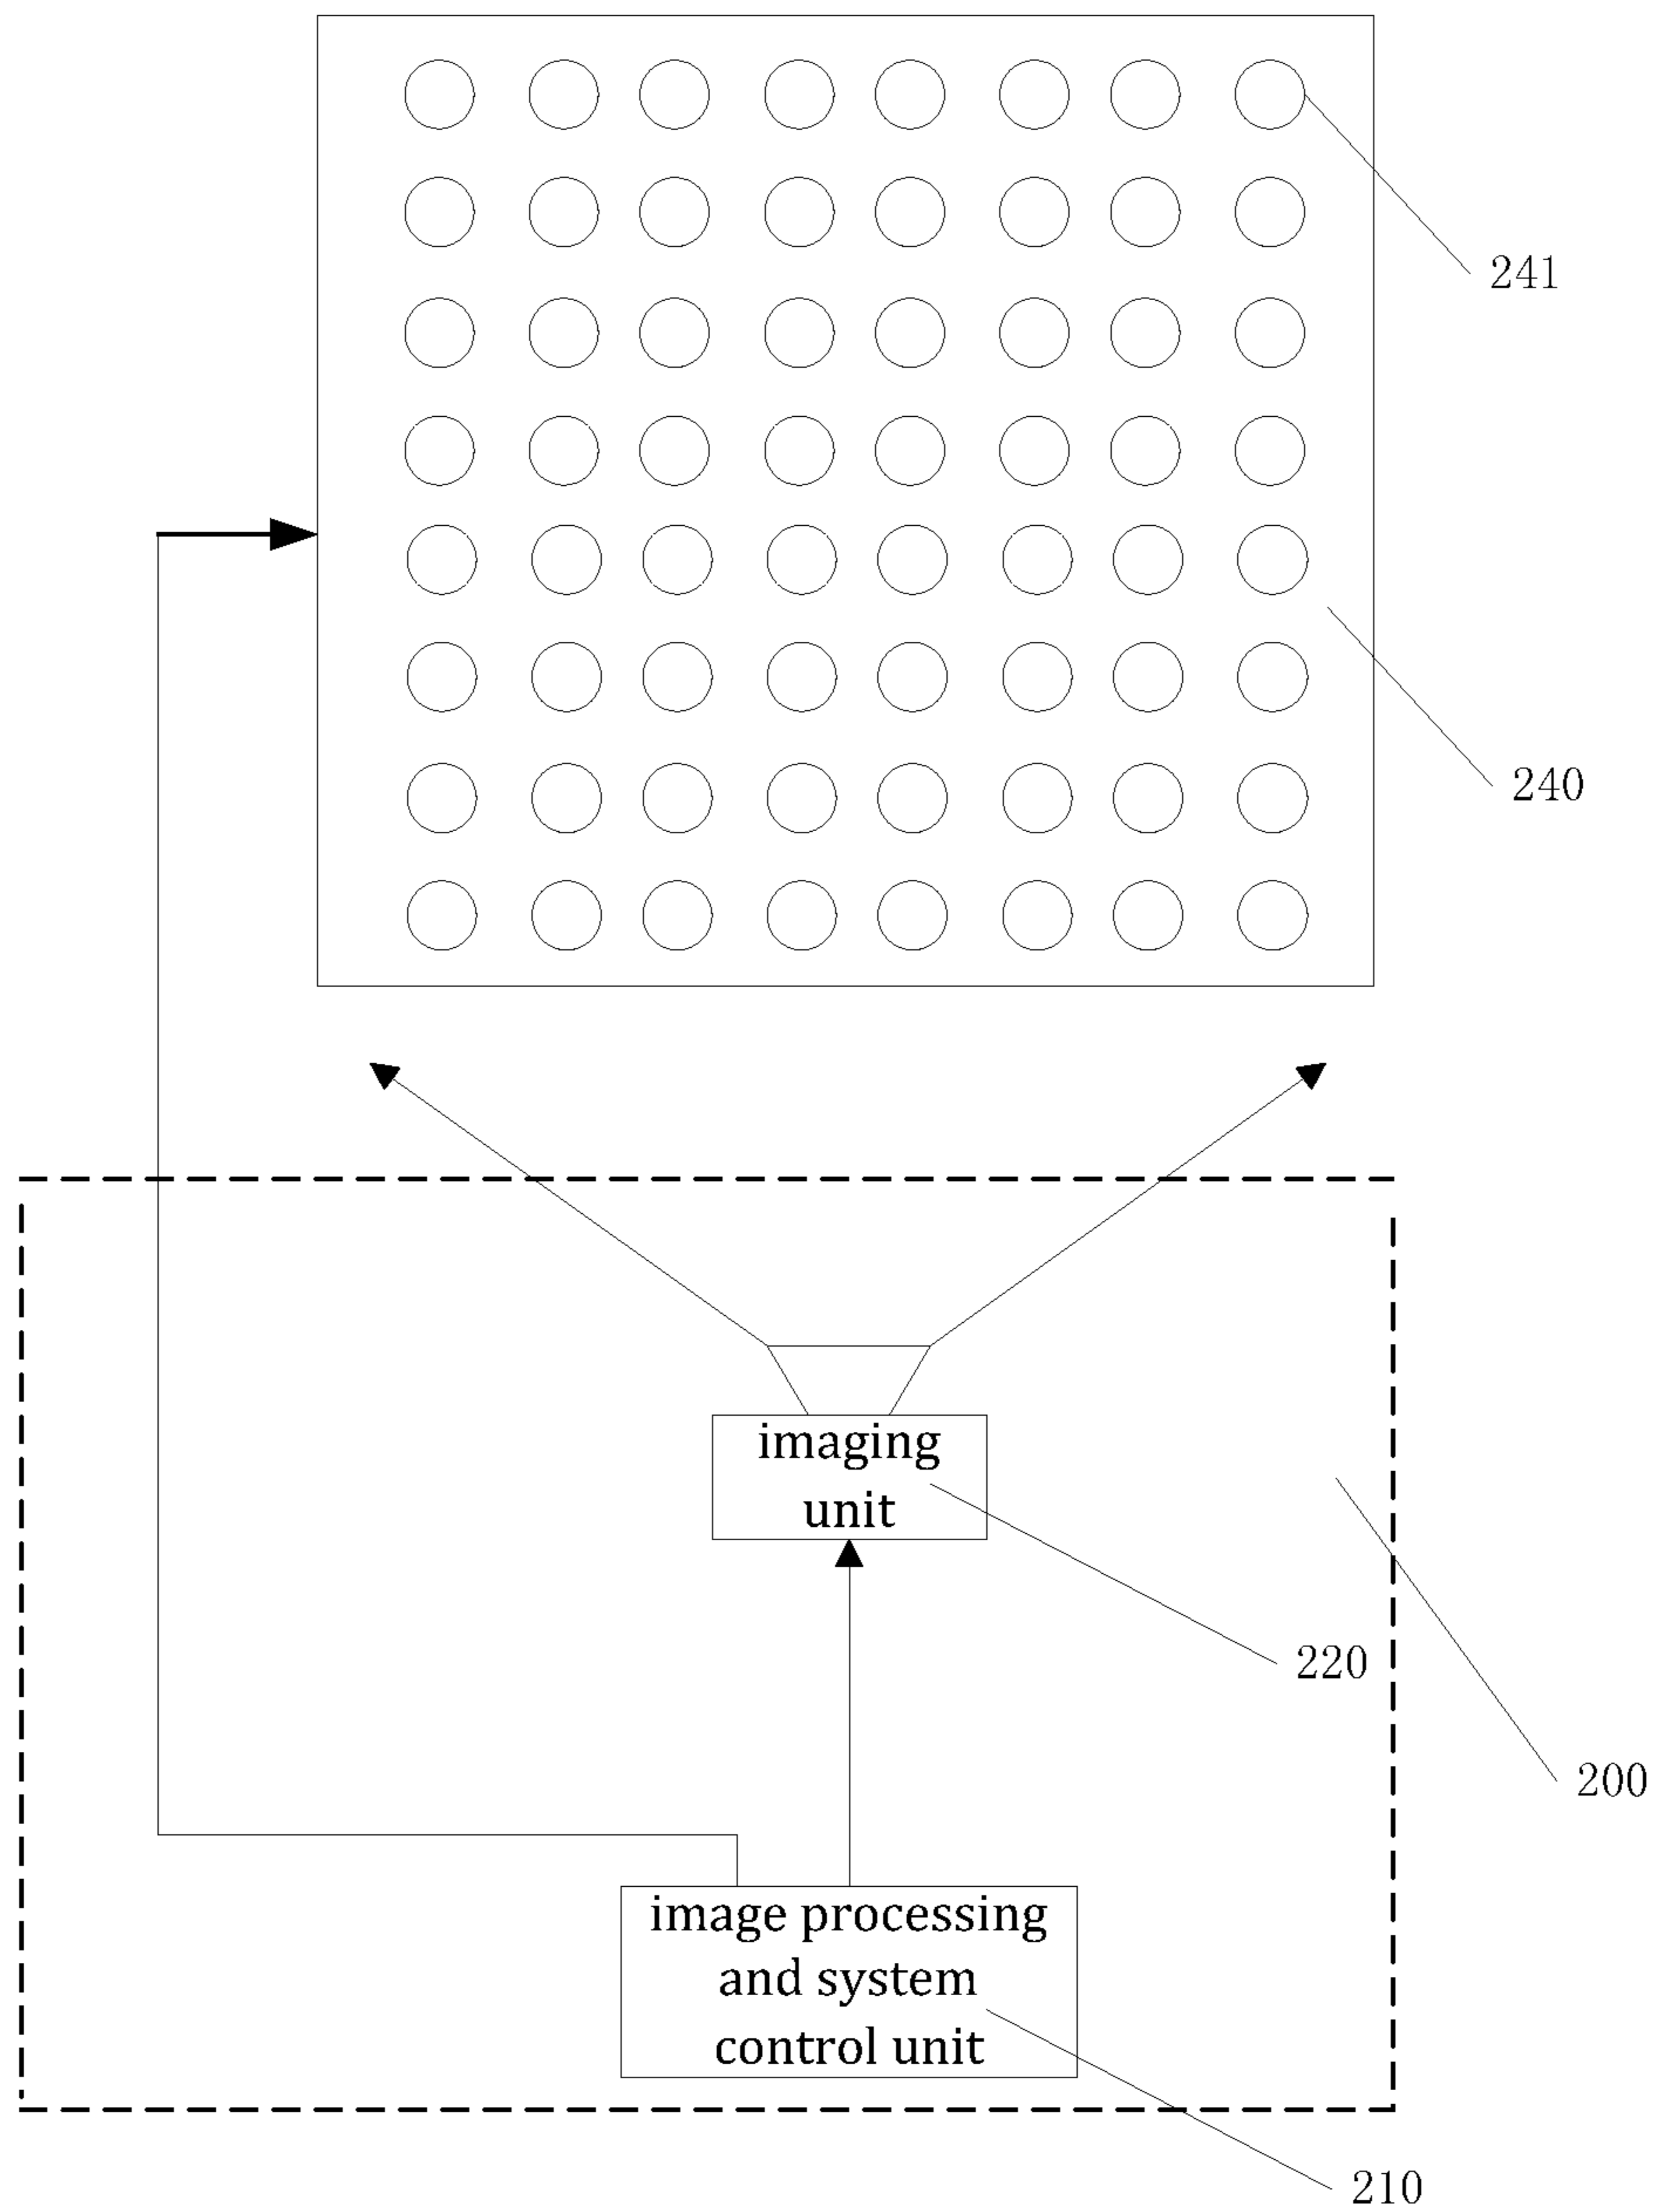 241
240
imaging
unit
220
200
image processing
and system
control unit
210